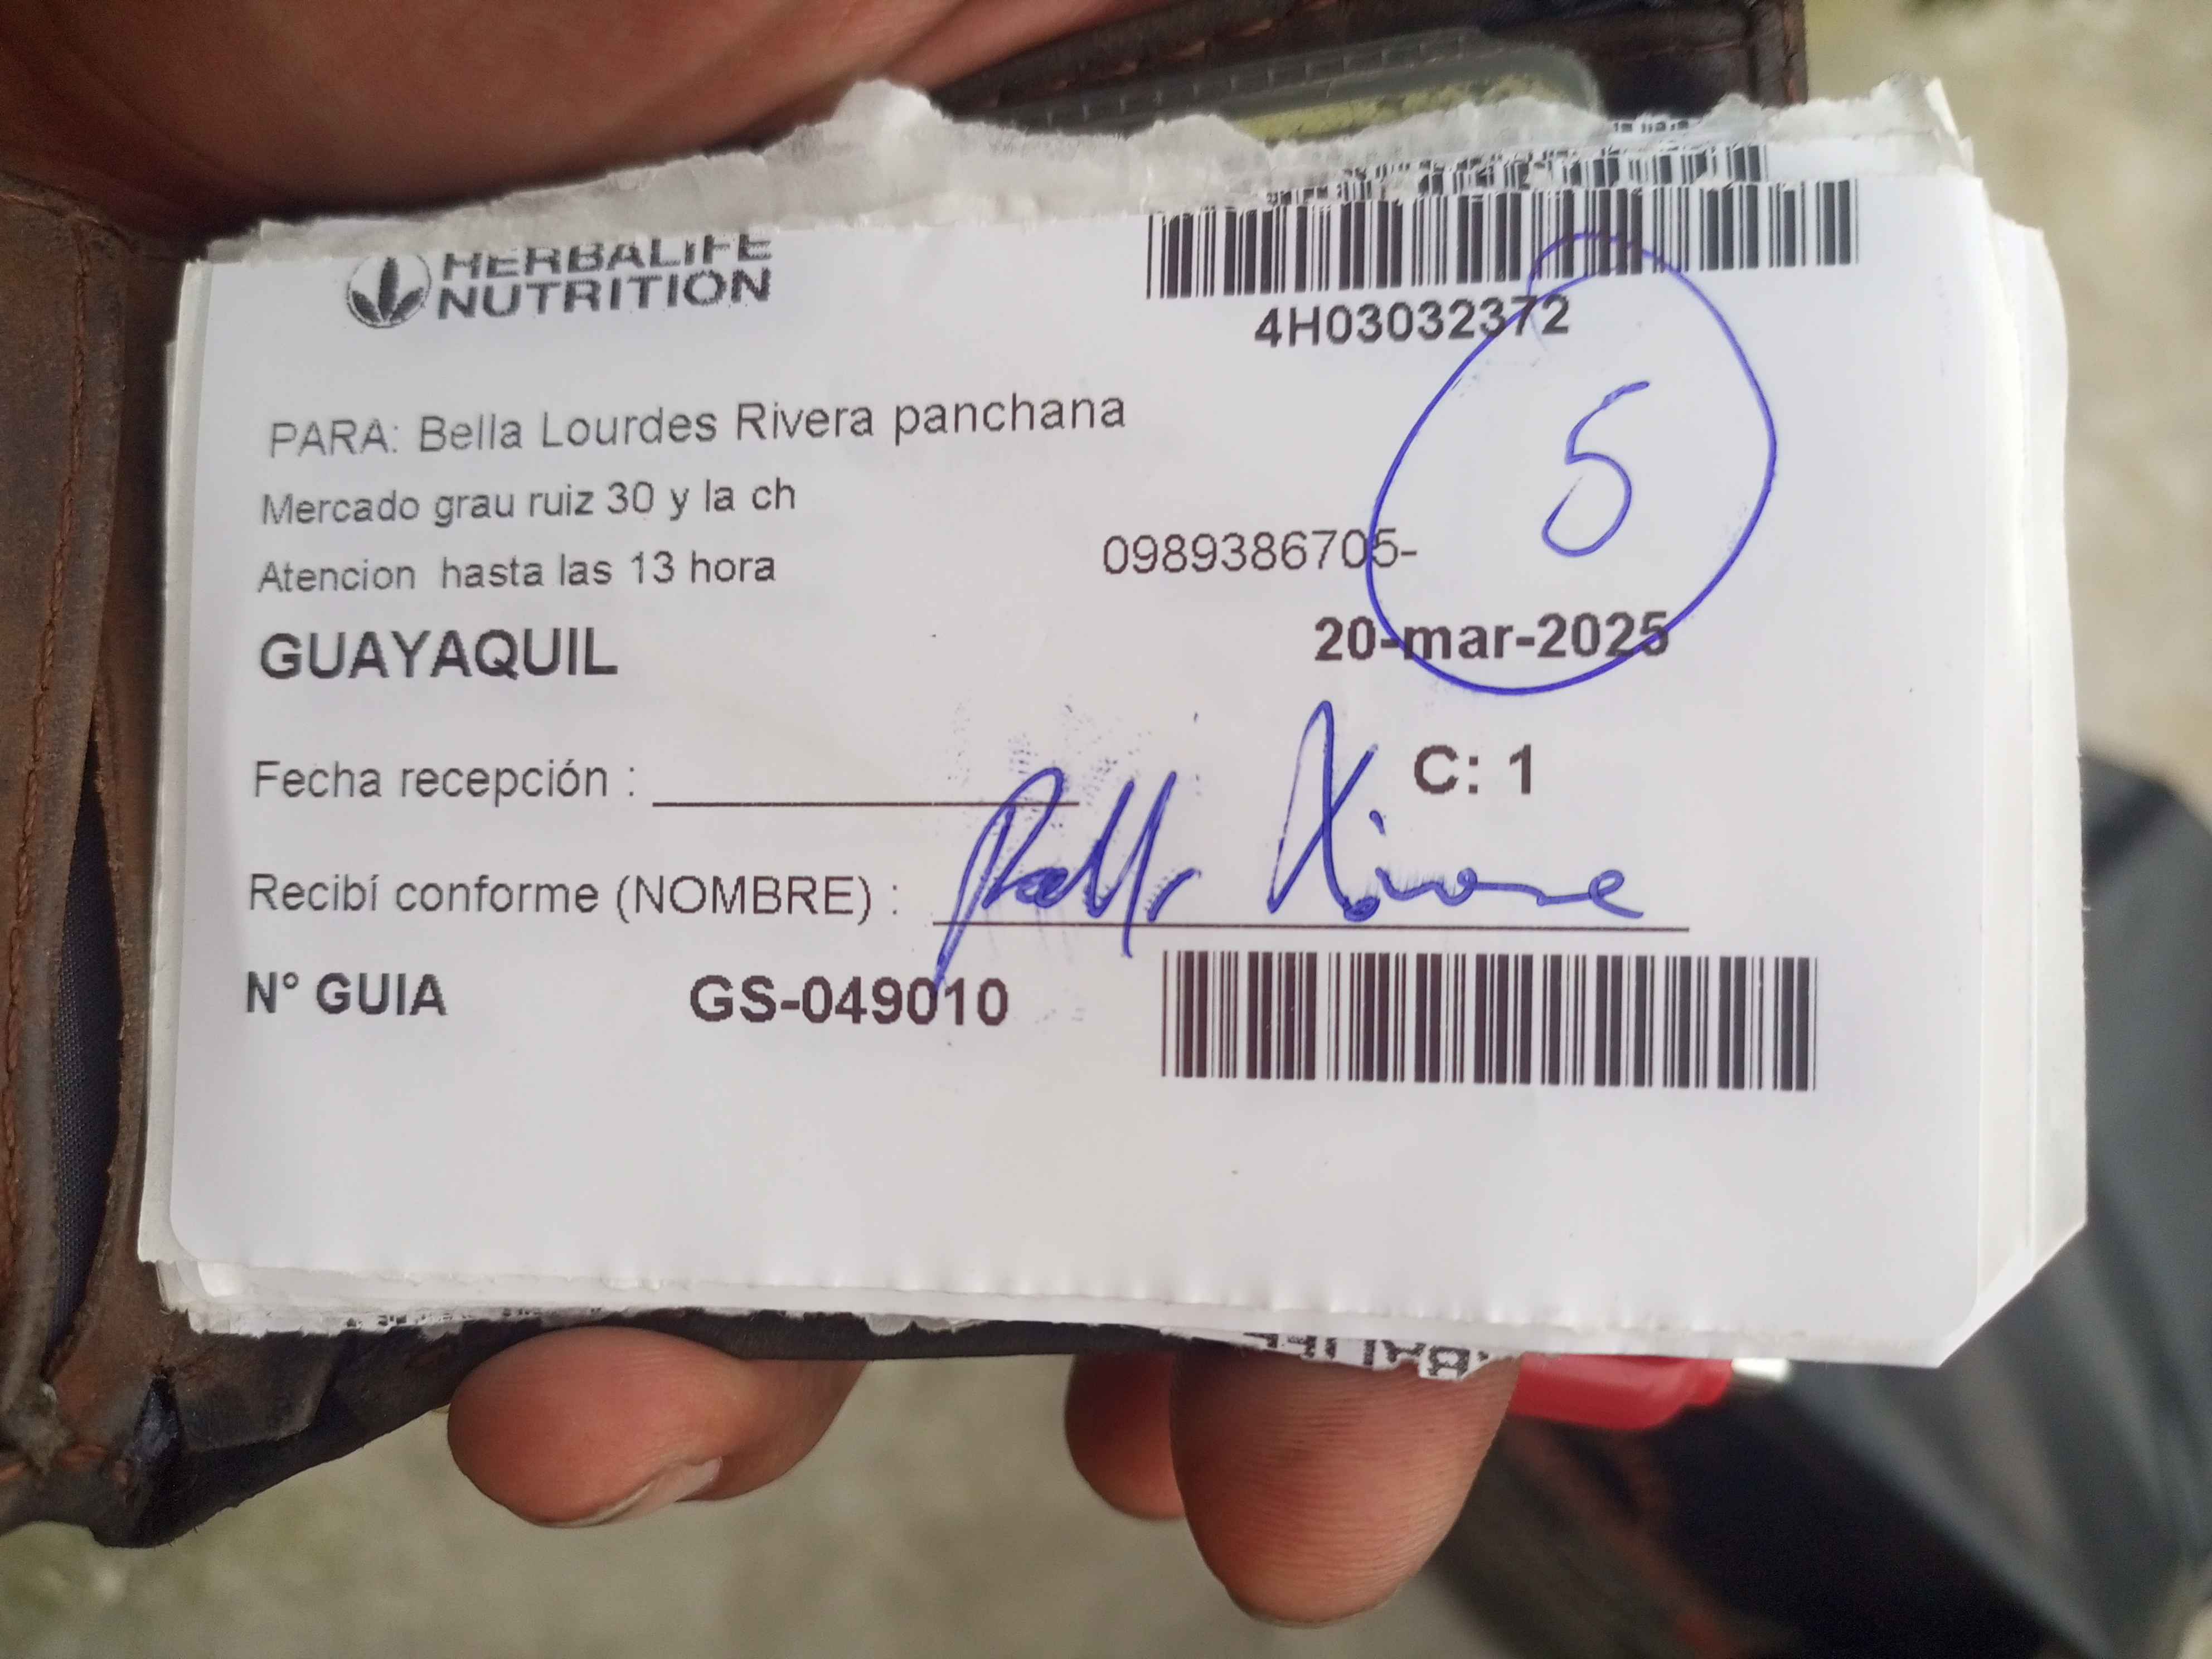 HERBALIFE
NUTRITION
4H03032372
5
PARA: Bella Lourdes Rivera panchana
Mercado grau ruiz 30 y la ch
Atencion hasta las 13 hora
0989386705-
GUAYAQUIL
20-mar-2025
Fecha recepción :
C: 1
Recibí conforme (NOMBRE) :
N° GUIA
GS-049010